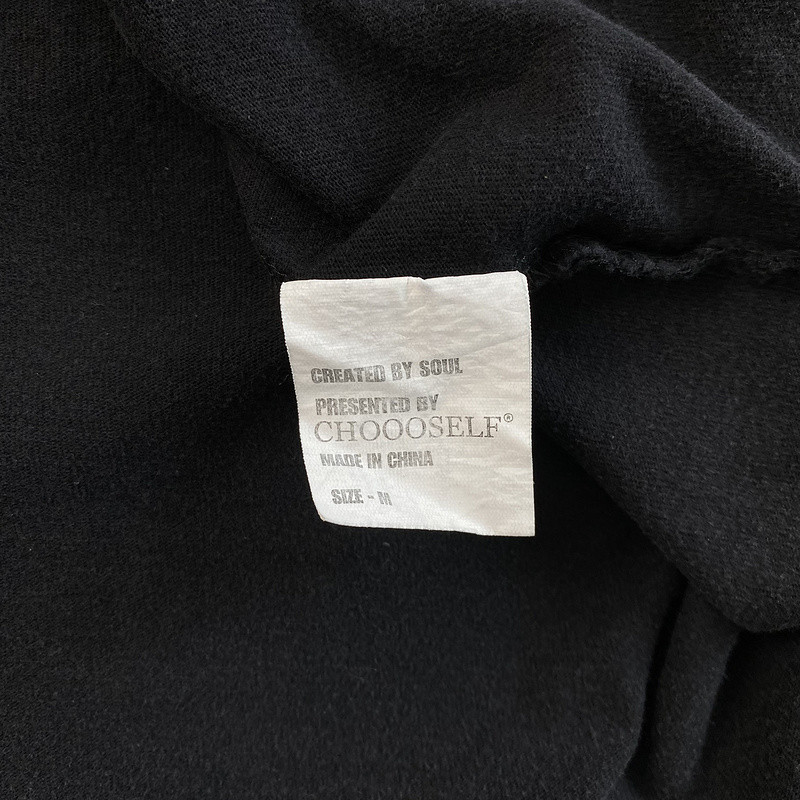 CREATED BY SOUL
PRESENTED BY
CHOOOSELF®
MADE IN CHINA
SIZE - M